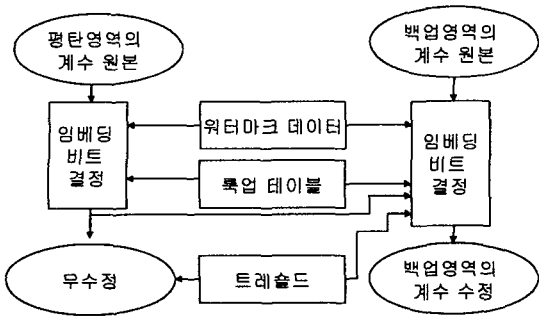 평탄영역의
계수 원본
백업영역의
계수 원본
임베딩
비트
결정
워터마크 데이터
룩업 테이블
임베딩
비트
결정
무수정
트레숄드
백업영역의
계수 수정